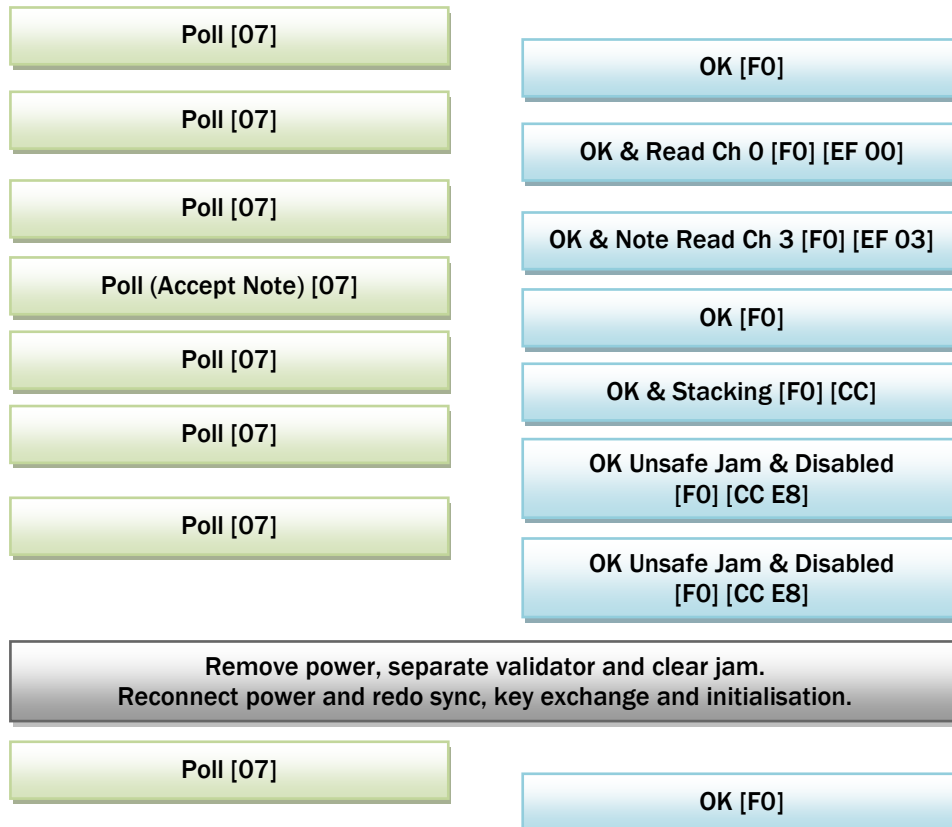 Poll [07]
OK [F0]
Poll [07]
OK & Read Ch 0 [F0] [EF 00]
Poll [07]
OK & Note Read Ch 3 [F0] [EF 03]
Poll (Accept Note) [07]
OK [F0]
Poll [07]
OK & Stacking [F0] [CC]
Poll [07]
OK Unsafe Jam & Disabled
[F0] [CC E8]
Poll [07]
OK Unsafe Jam & Disabled
[F0] [CC E8]
Remove power, separate validator and clear jam.
Reconnect power and redo sync, key exchange and initialisation.
Poll [07]
OK [F0]